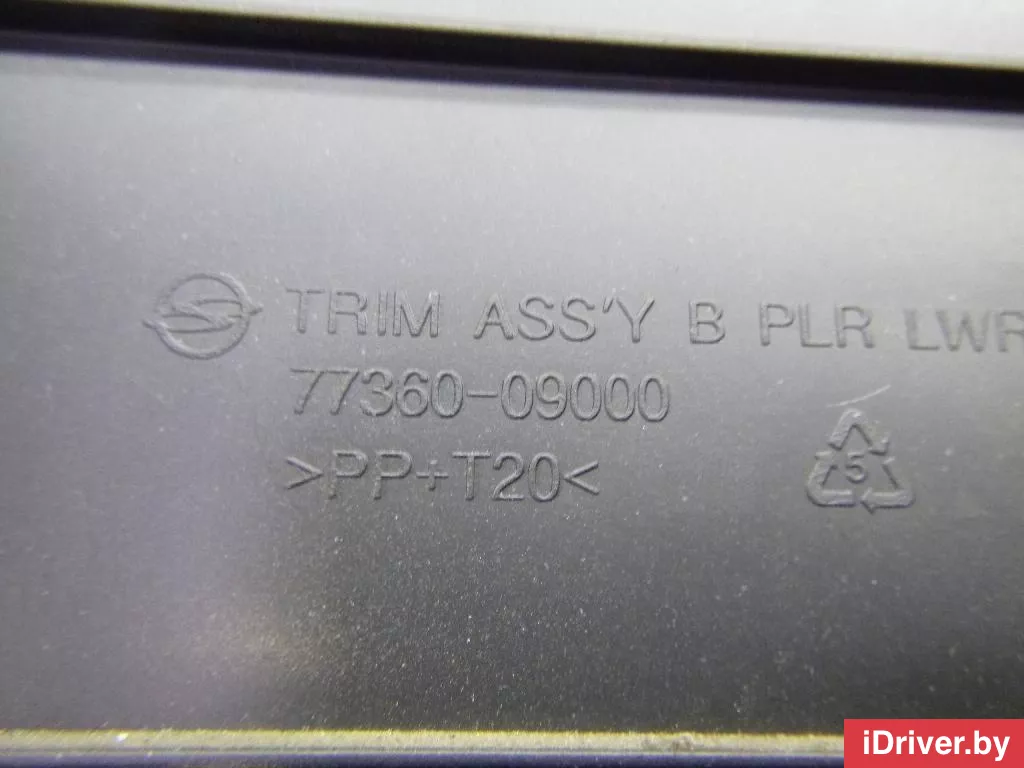 TRIM ASS'Y B PLR LWR
77360-09000
>PP+T20<
5
iDriver.by